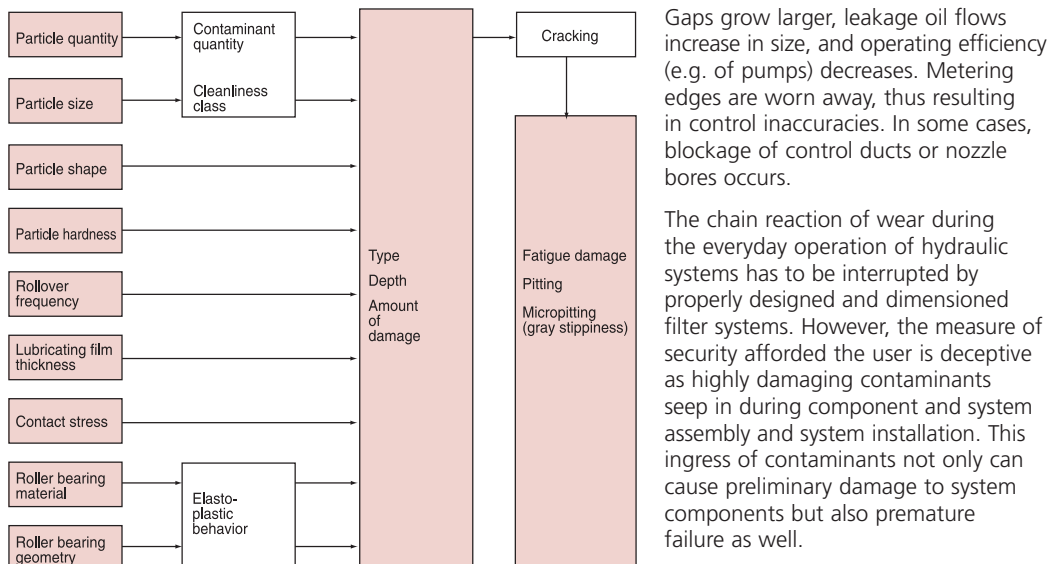 Particle quantity
Contaminant
quantity
Cracking
Particle size
Cleanliness
class
Particle shape
Particle hardness
Rollover
frequency
Lubricating film
thickness
Contact stress
Roller bearing
material
Roller bearing
geometry
Elasto-
plastic
behavior
Type
Depth
Amount
of
damage
Fatigue damage
Pitting
Micropitting
(gray stippiness)
Gaps grow larger, leakage oil flows
increase in size, and operating efficiency
(e.g. of pumps) decreases. Metering
edges are worn away, thus resulting
in control inaccuracies. In some cases,
blockage of control ducts or nozzle
bores occurs.
The chain reaction of wear during
the everyday operation of hydraulic
systems has to be interrupted by
properly designed and dimensioned
filter systems. However, the measure of
security afforded the user is deceptive
as highly damaging contaminants
seep in during component and system
assembly and system installation. This
ingress of contaminants not only can
cause preliminary damage to system
components but also premature
failure as well.